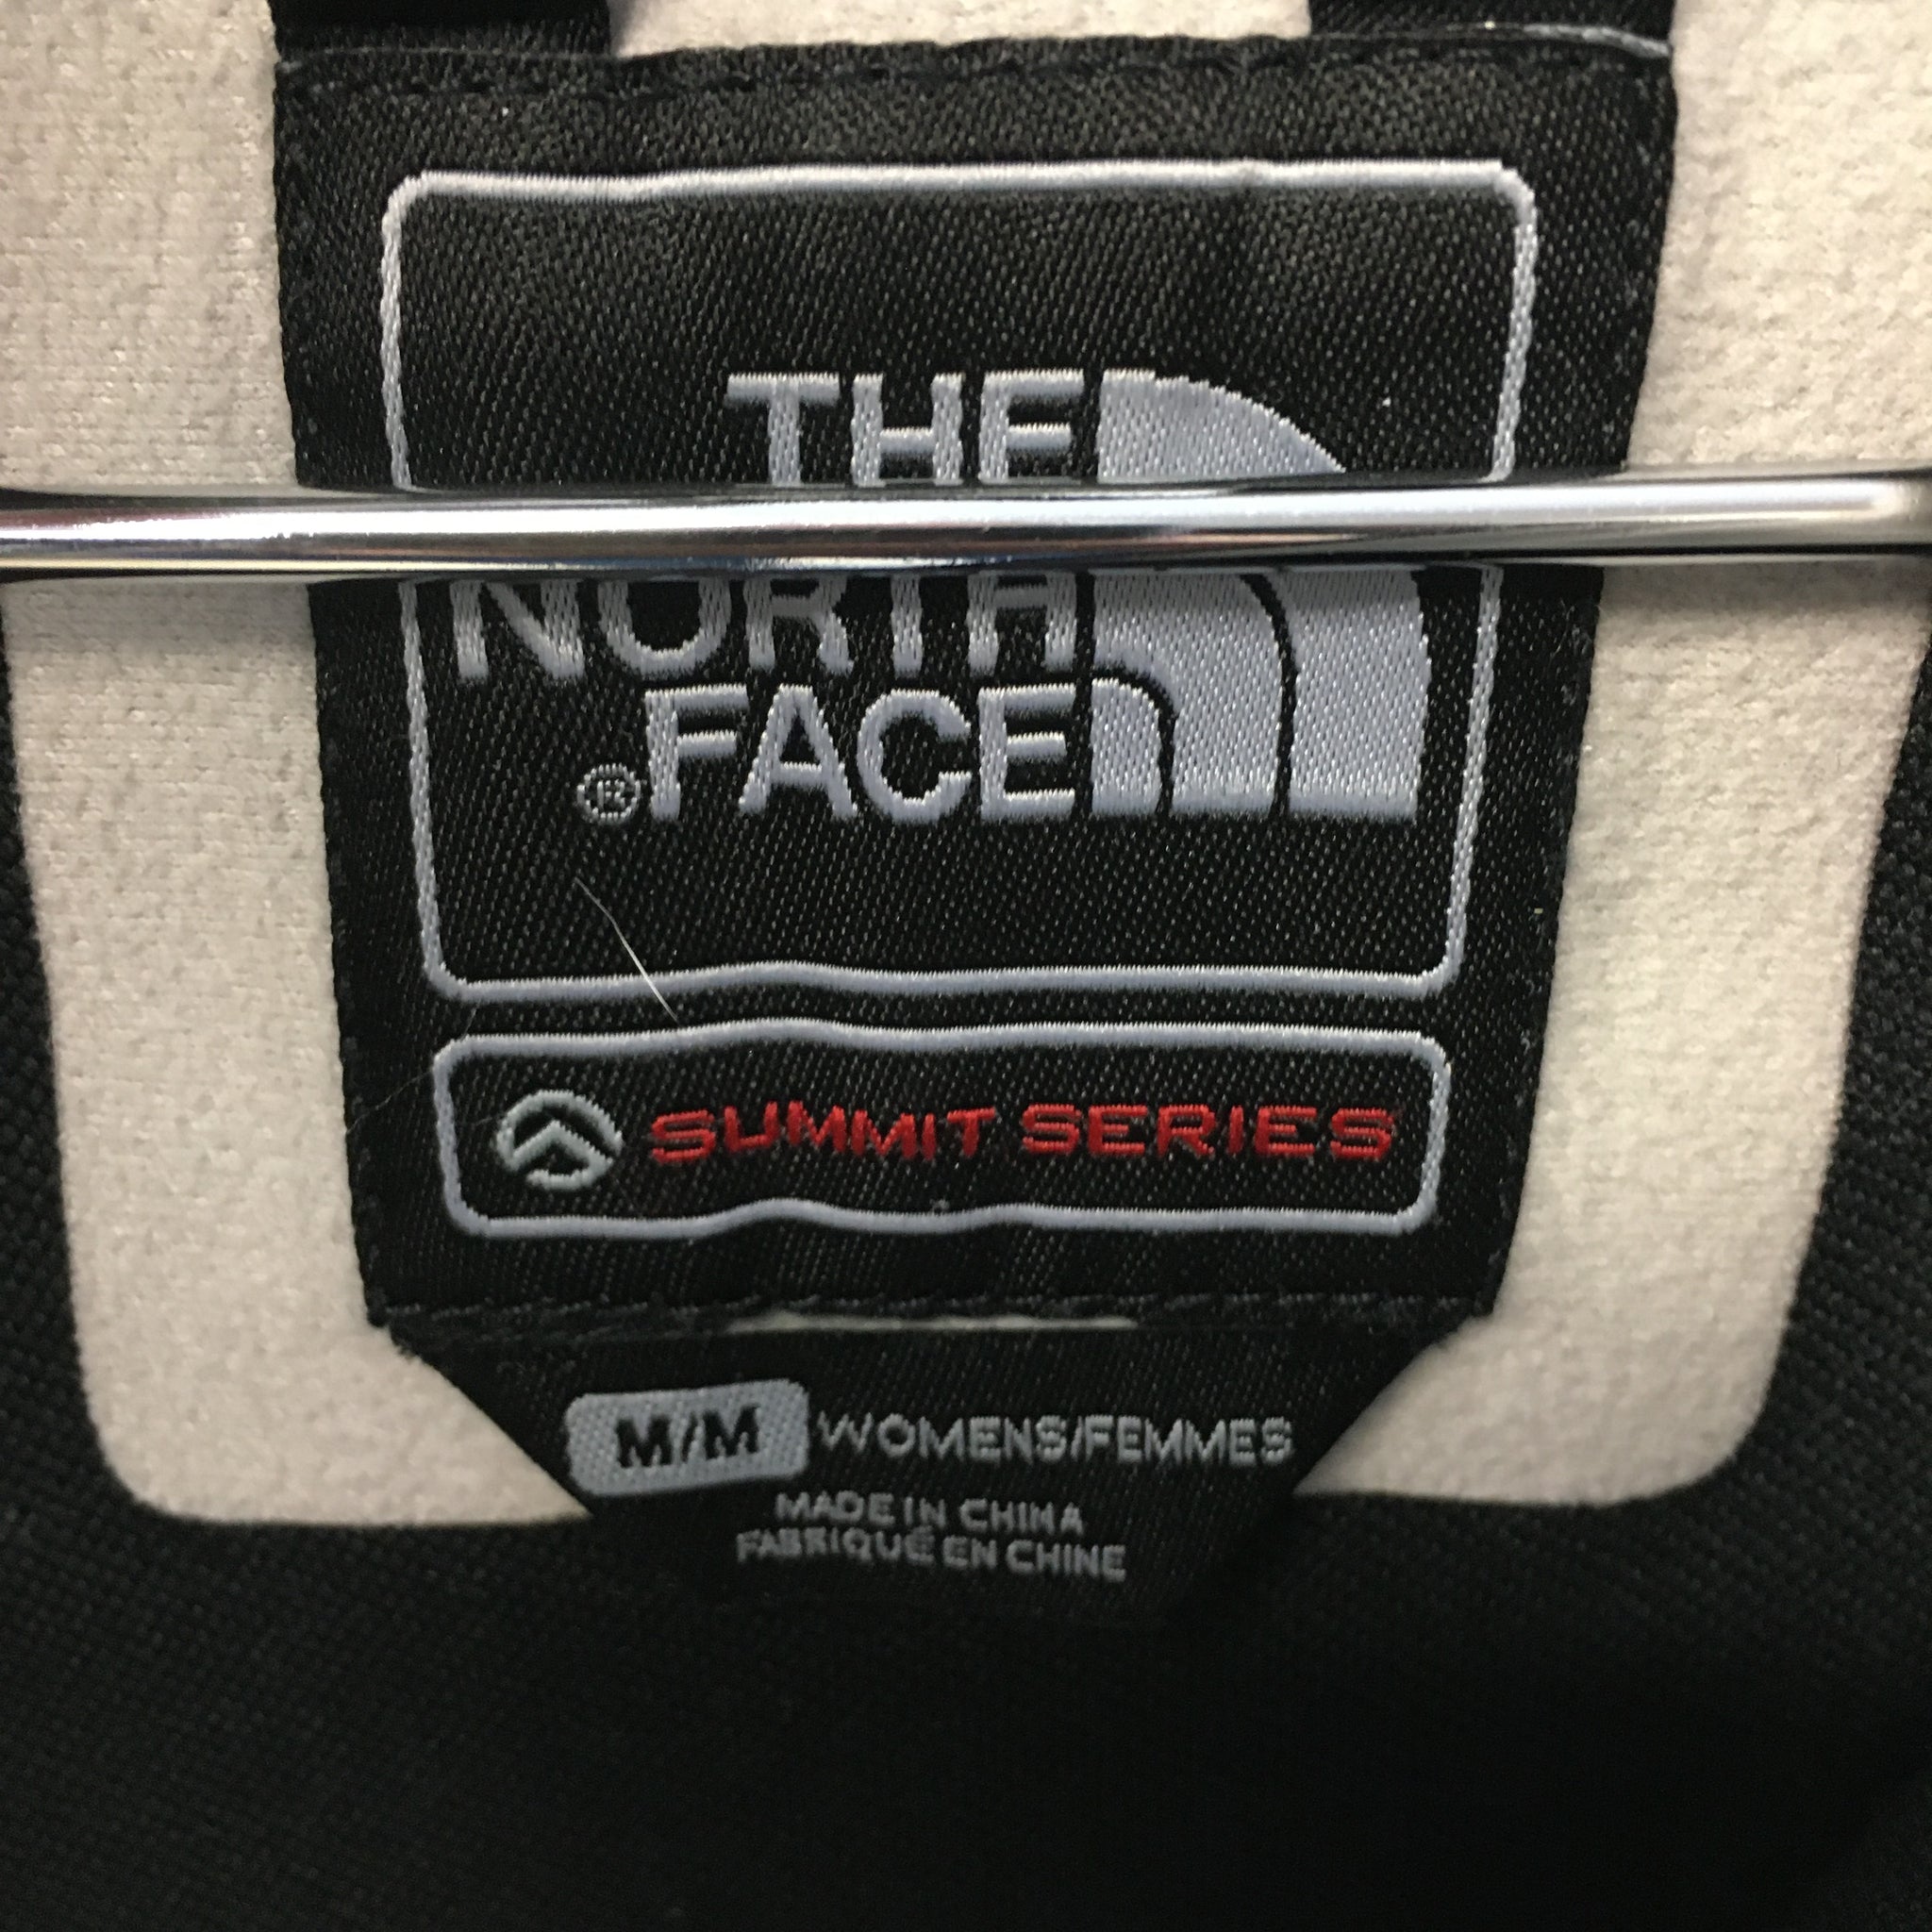 THE
NORTH
®FACE
SUMMIT SERIES
M/M WOMENS/FEMMES
MADE IN CHINA
FABRIQUÉ EN CHINE